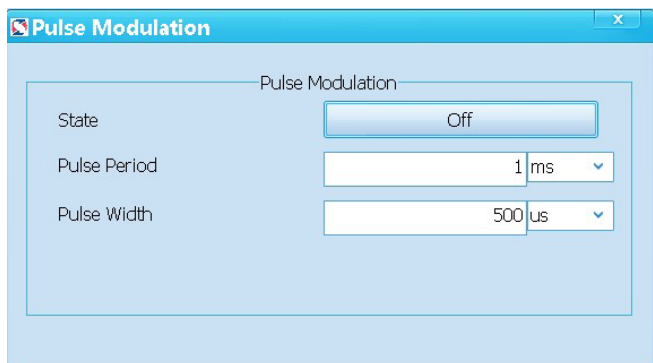 Pulse Modulation
x
Pulse Modulation
State Off
Pulse Period 1 ms
Pulse Width 500 us